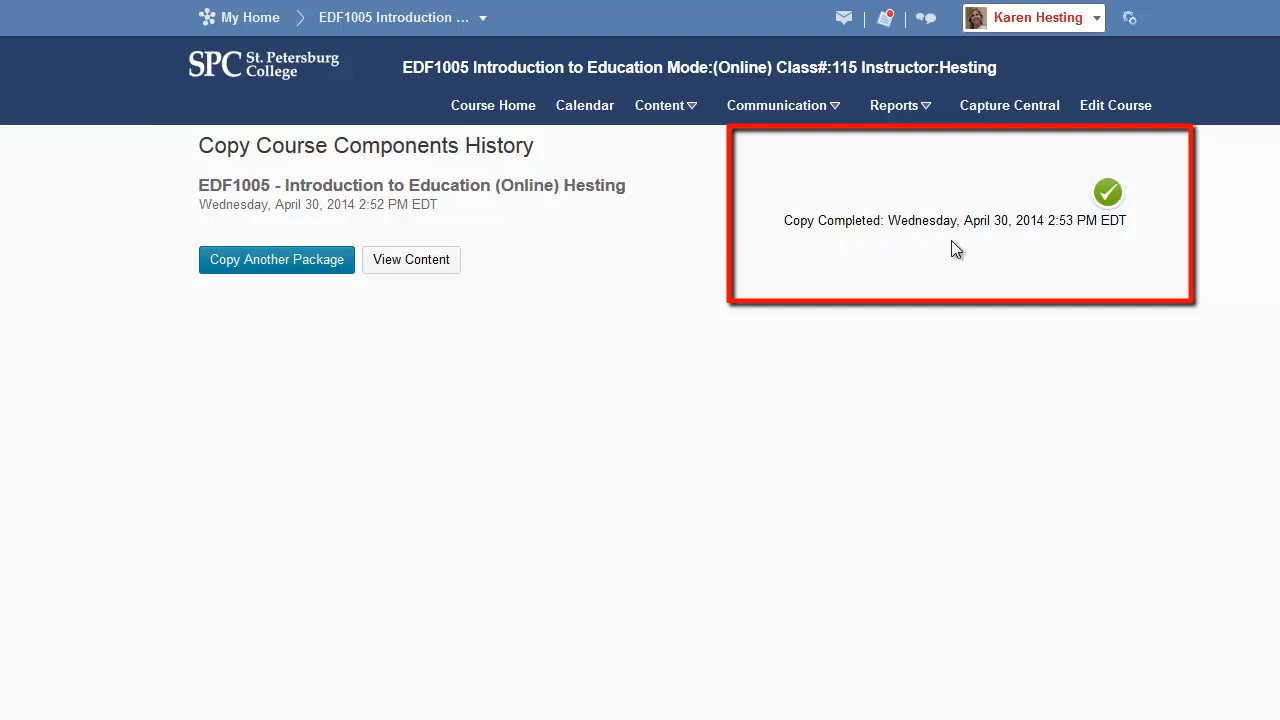 My Home
EDF1005 Introduction ...
Karen Hesting
SPC St. Petersburg College
EDF1005 Introduction to Education Mode:(Online) Class#:115 Instructor:Hesting
Course Home Calendar Content Communication Reports Capture Central Edit Course
Copy Course Components History
EDF1005 - Introduction to Education (Online) Hesting
Wednesday, April 30, 2014 2:52 PM EDT
Copy Completed: Wednesday, April 30, 2014 2:53 PM EDT
Copy Another Package
View Content